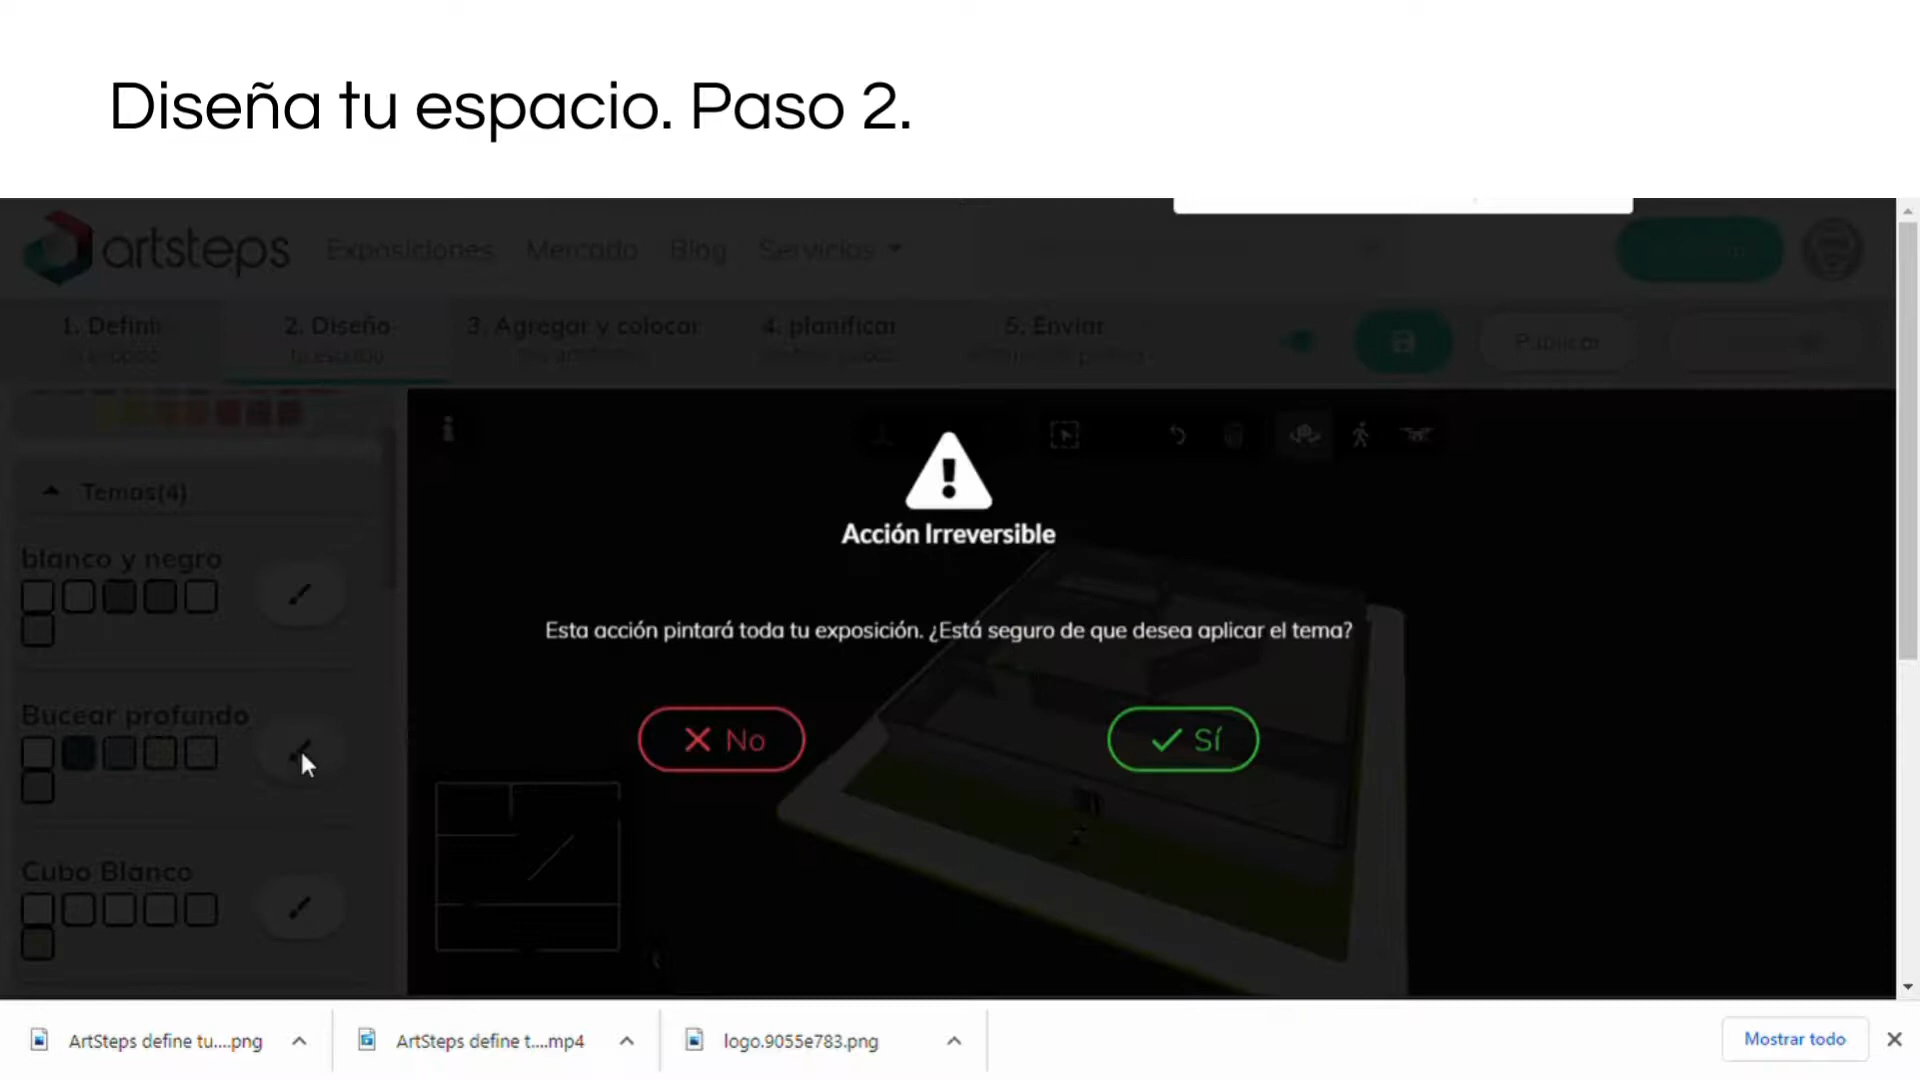 Diseña tu espacio. Paso 2.
artsteps
Exposiciones Mercado Blog Servicios
1. Definir
2. Diseño
tu espacio
3. Agregar y colocar
4. planificar
5. Enviar
Publicar
Temas(4)
blanco y negro
Bucear profundo
Cubo Blanco
Acción Irreversible
Esta acción pintará toda tu exposición. ¿Está seguro de que desea aplicar el tema?
No
Sí
ArtSteps define tu....png
ArtSteps define t....mp4
logo.9055e783.png
Mostrar todo